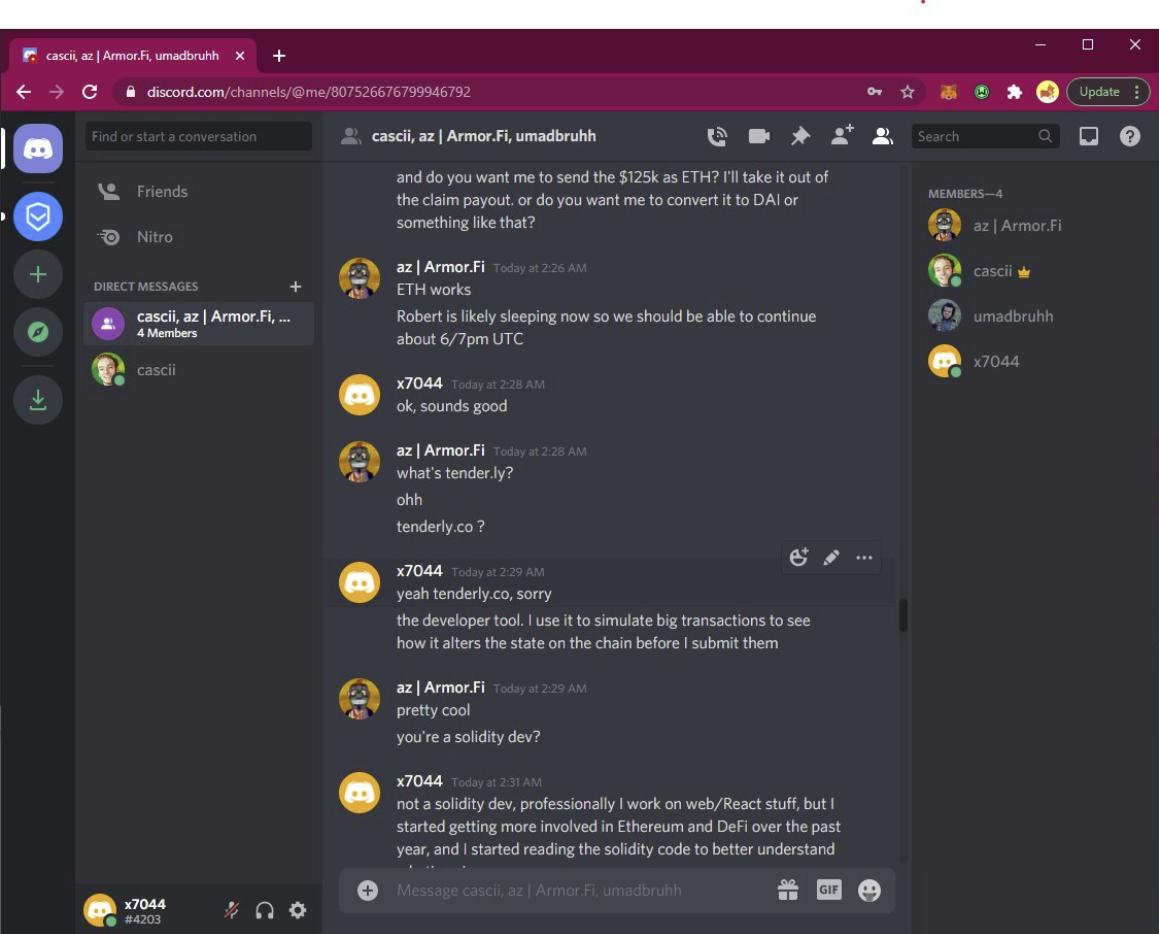 cascii, az | Armor.Fi, umadbruhh
discord.com/channels/@me/807526676799946792
Update
Find or start a conversation
cascii, az | Armor.Fi, umadbruhh
Search
Friends
Nitro
DIRECT MESSAGES
cascii, az | Armor.Fi, ...
4 Members
cascii
and do you want me to send the $125k as ETH? I'll take it out of
the claim payout. or do you want me to convert it to DAI or
something like that?
az | Armor.Fi Today at 2:26 AM
ETH works
Robert is likely sleeping now so we should be able to continue
about 6/7pm UTC
x7044 Today at 2:28 AM
ok, sounds good
az | Armor.Fi Today at 2:28 AM
what's tender.ly?
ohh
tenderly.co ?
x7044 Today at 2:29 AM
yeah tenderly.co, sorry
the developer tool. I use it to simulate big transactions to see
how it alters the state on the chain before I submit them
az | Armor.Fi Today at 2:29 AM
pretty cool
you're a solidity dev?
x7044 Today at 2:31 AM
not a solidity dev, professionally I work on web/React stuff, but I
started getting more involved in Ethereum and DeFi over the past
year, and I started reading the solidity code to better understand
Message cascii, az | Armor.Fi, umadbruhh
GIF
MEMBERS—4
az | Armor.Fi
cascii
umadbruhh
x7044
x7044
#4203